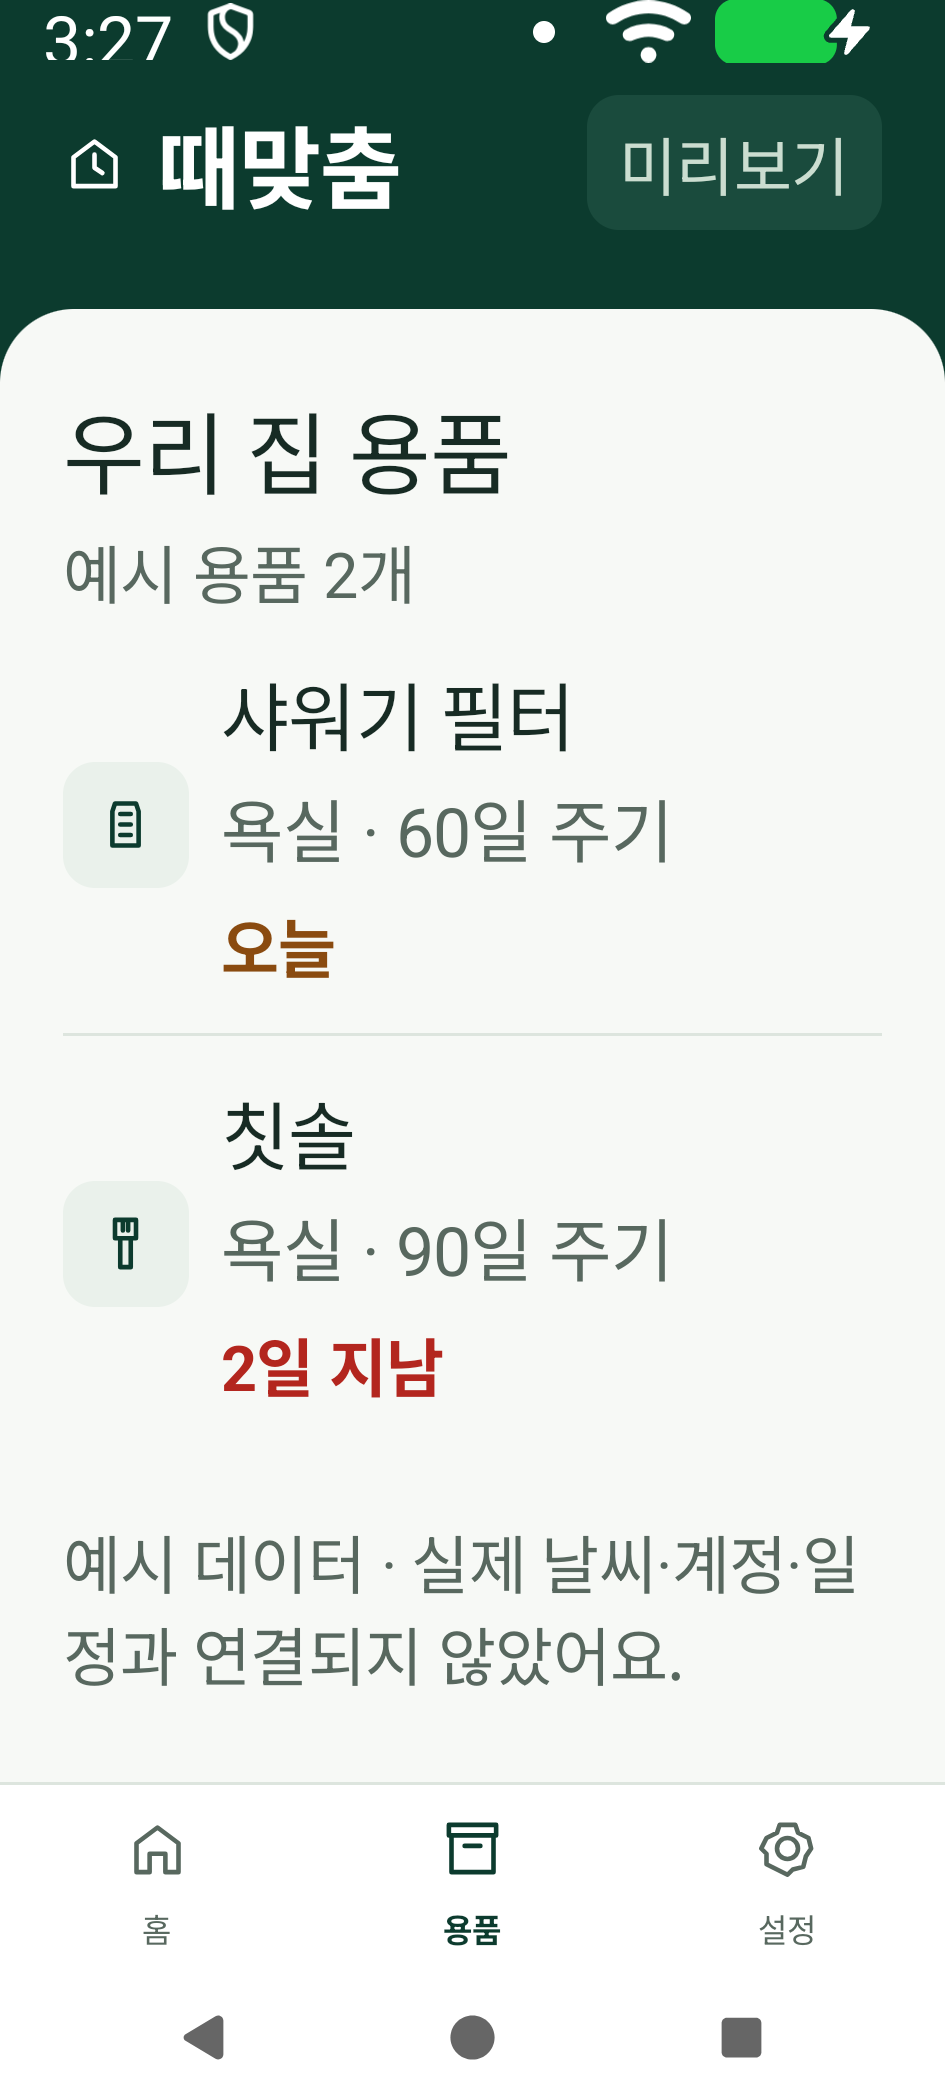 3:27
때맞춤
미리보기
우리 집 용품
예시 용품 2개
샤워기 필터
욕실 · 60일 주기
오늘
칫솔
욕실 · 90일 주기
2일 지남
예시 데이터 · 실제 날씨·계정·일
정과 연결되지 않았어요.
홈
용품
설정